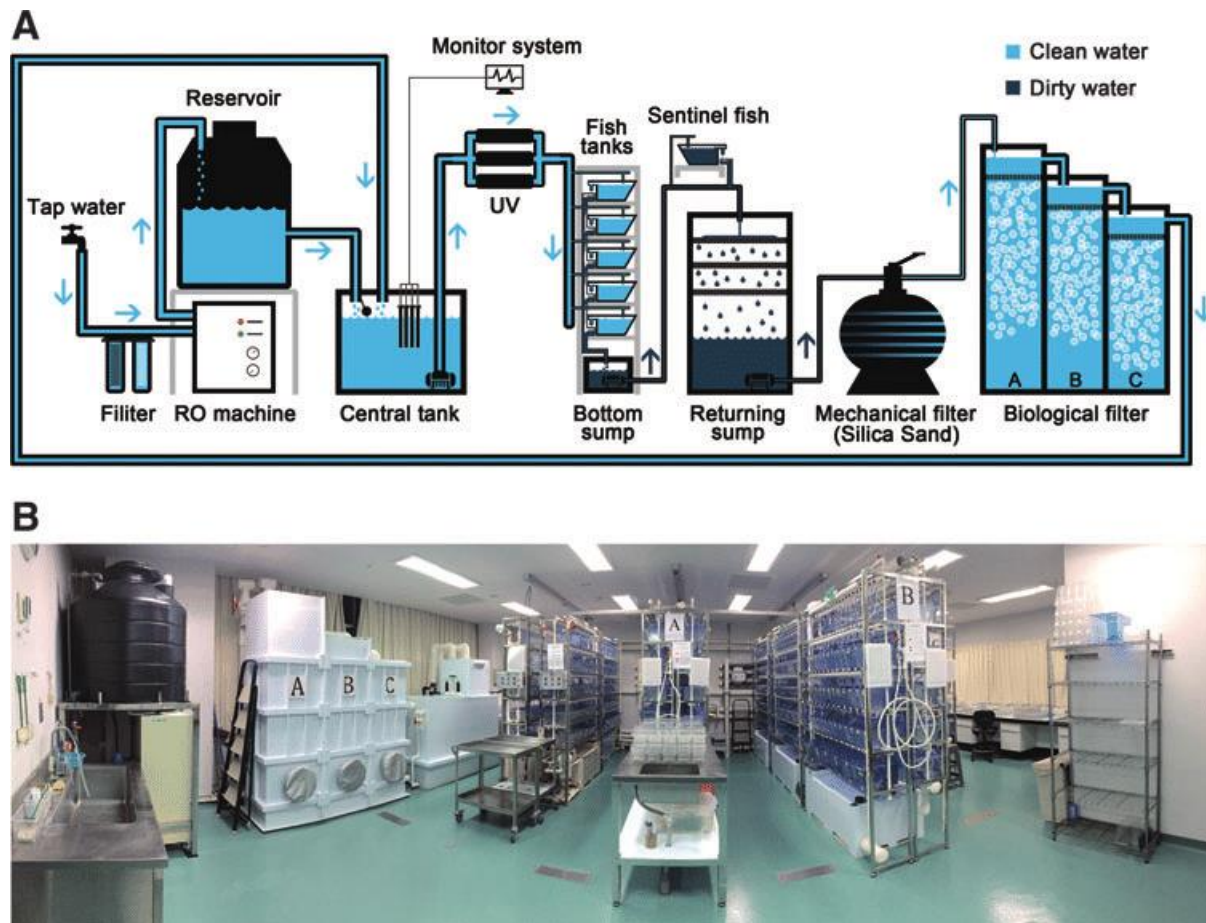 A
Monitor system
Clean water
Dirty water
Reservoir
Fish
tanks
Sentinel fish
Tap water
UV
A
B
C
Filiter
RO machine
Central tank
Bottom
sump
Returning
sump
Mechanical filter
(Silica Sand)
Biological filter
B
A
B
C
A
B